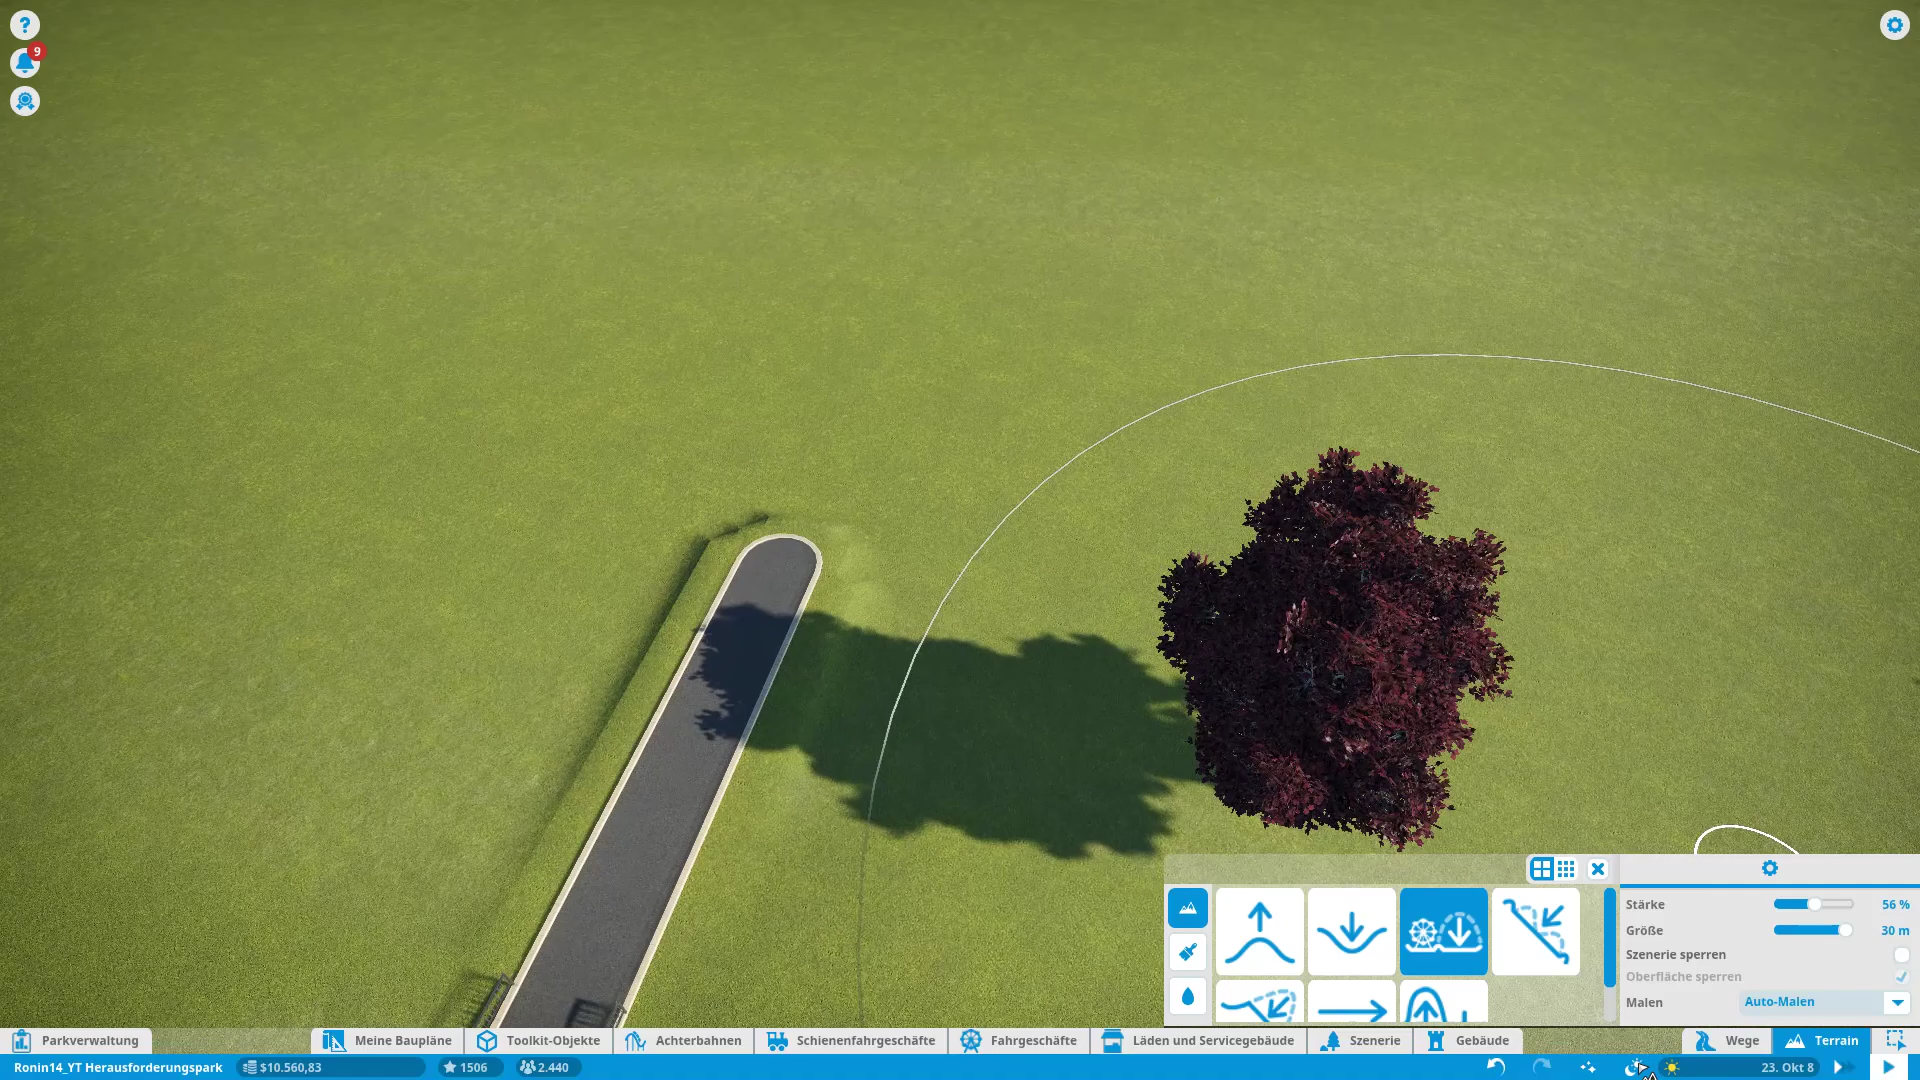 ?
9
Stärke 56 %
Größe 30 m
Szenerie sperren
Oberfläche sperren
Malen Auto-Malen
Parkverwaltung Meine Baupläne Toolkit-Objekte Achterbahnen Schienenfahrgeschäfte Fahrgeschäfte Läden und Servicegebäude Szenerie Gebäude Wege Terrain
Ronin14_YT Herausforderungspark $10.560,83 1506 2.440 23. Okt 8